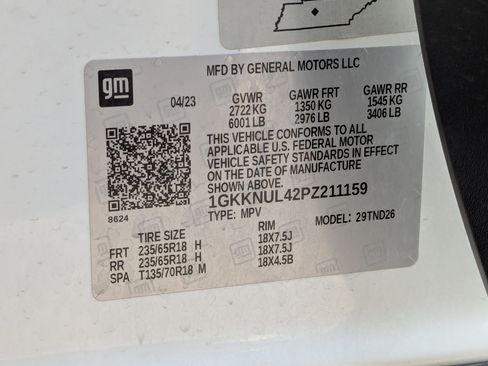 gm
MFD BY GENERAL MOTORS LLC
04/23 GVWR GAWR FRT GAWR RR
2722 KG 1350 KG 1545 KG
6001 LB 2976 LB 3406 LB
THIS VEHICLE CONFORMS TO ALL
APPLICABLE U.S. FEDERAL MOTOR
VEHICLE SAFETY STANDARDS IN EFFECT
ON THE DATE OF MANUFACTURE
SHOWN ABOVE.
1GKKNUL42PZ211159
8624
TYPE: MPV MODEL: 29TND26
TIRE SIZE RIM
FRT 235/65R18 H 18X7.5J
RR 235/65R18 H 18X7.5J
SPA T135/70R18 M 18X4.5B